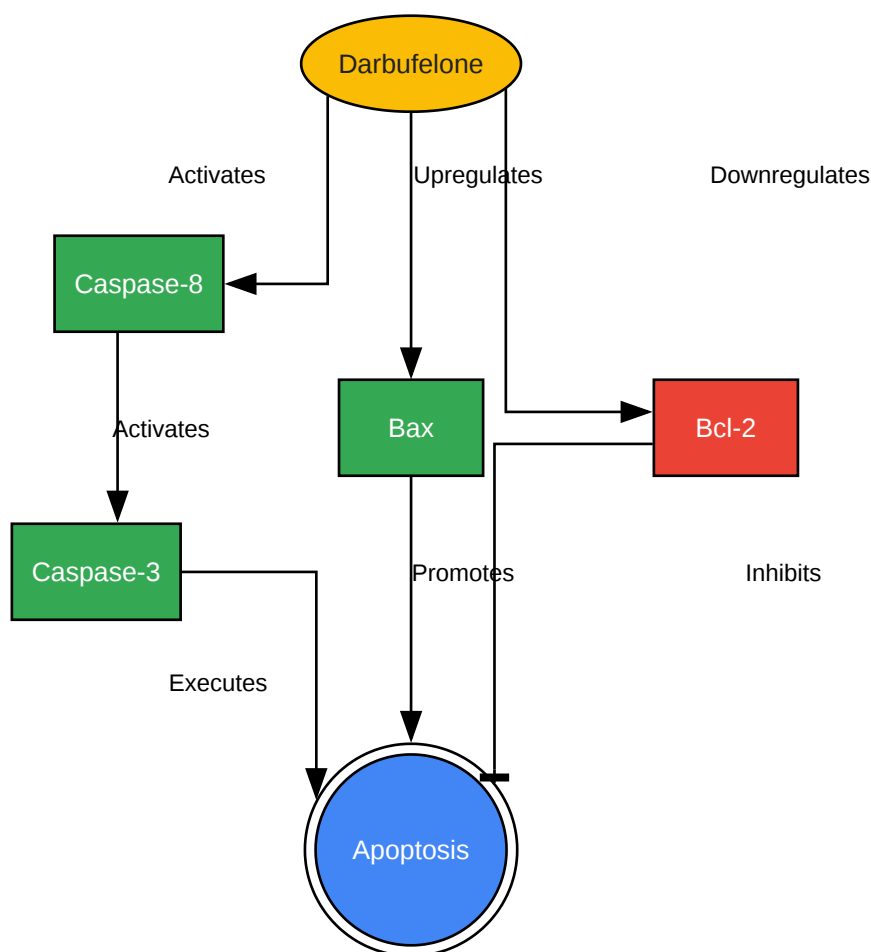 Darbufelone
Activates
Upregulates
Downregulates
Caspase-8
Activates
Bax
Bcl-2
Caspase-3
Promotes
Inhibits
Executes
Apoptosis